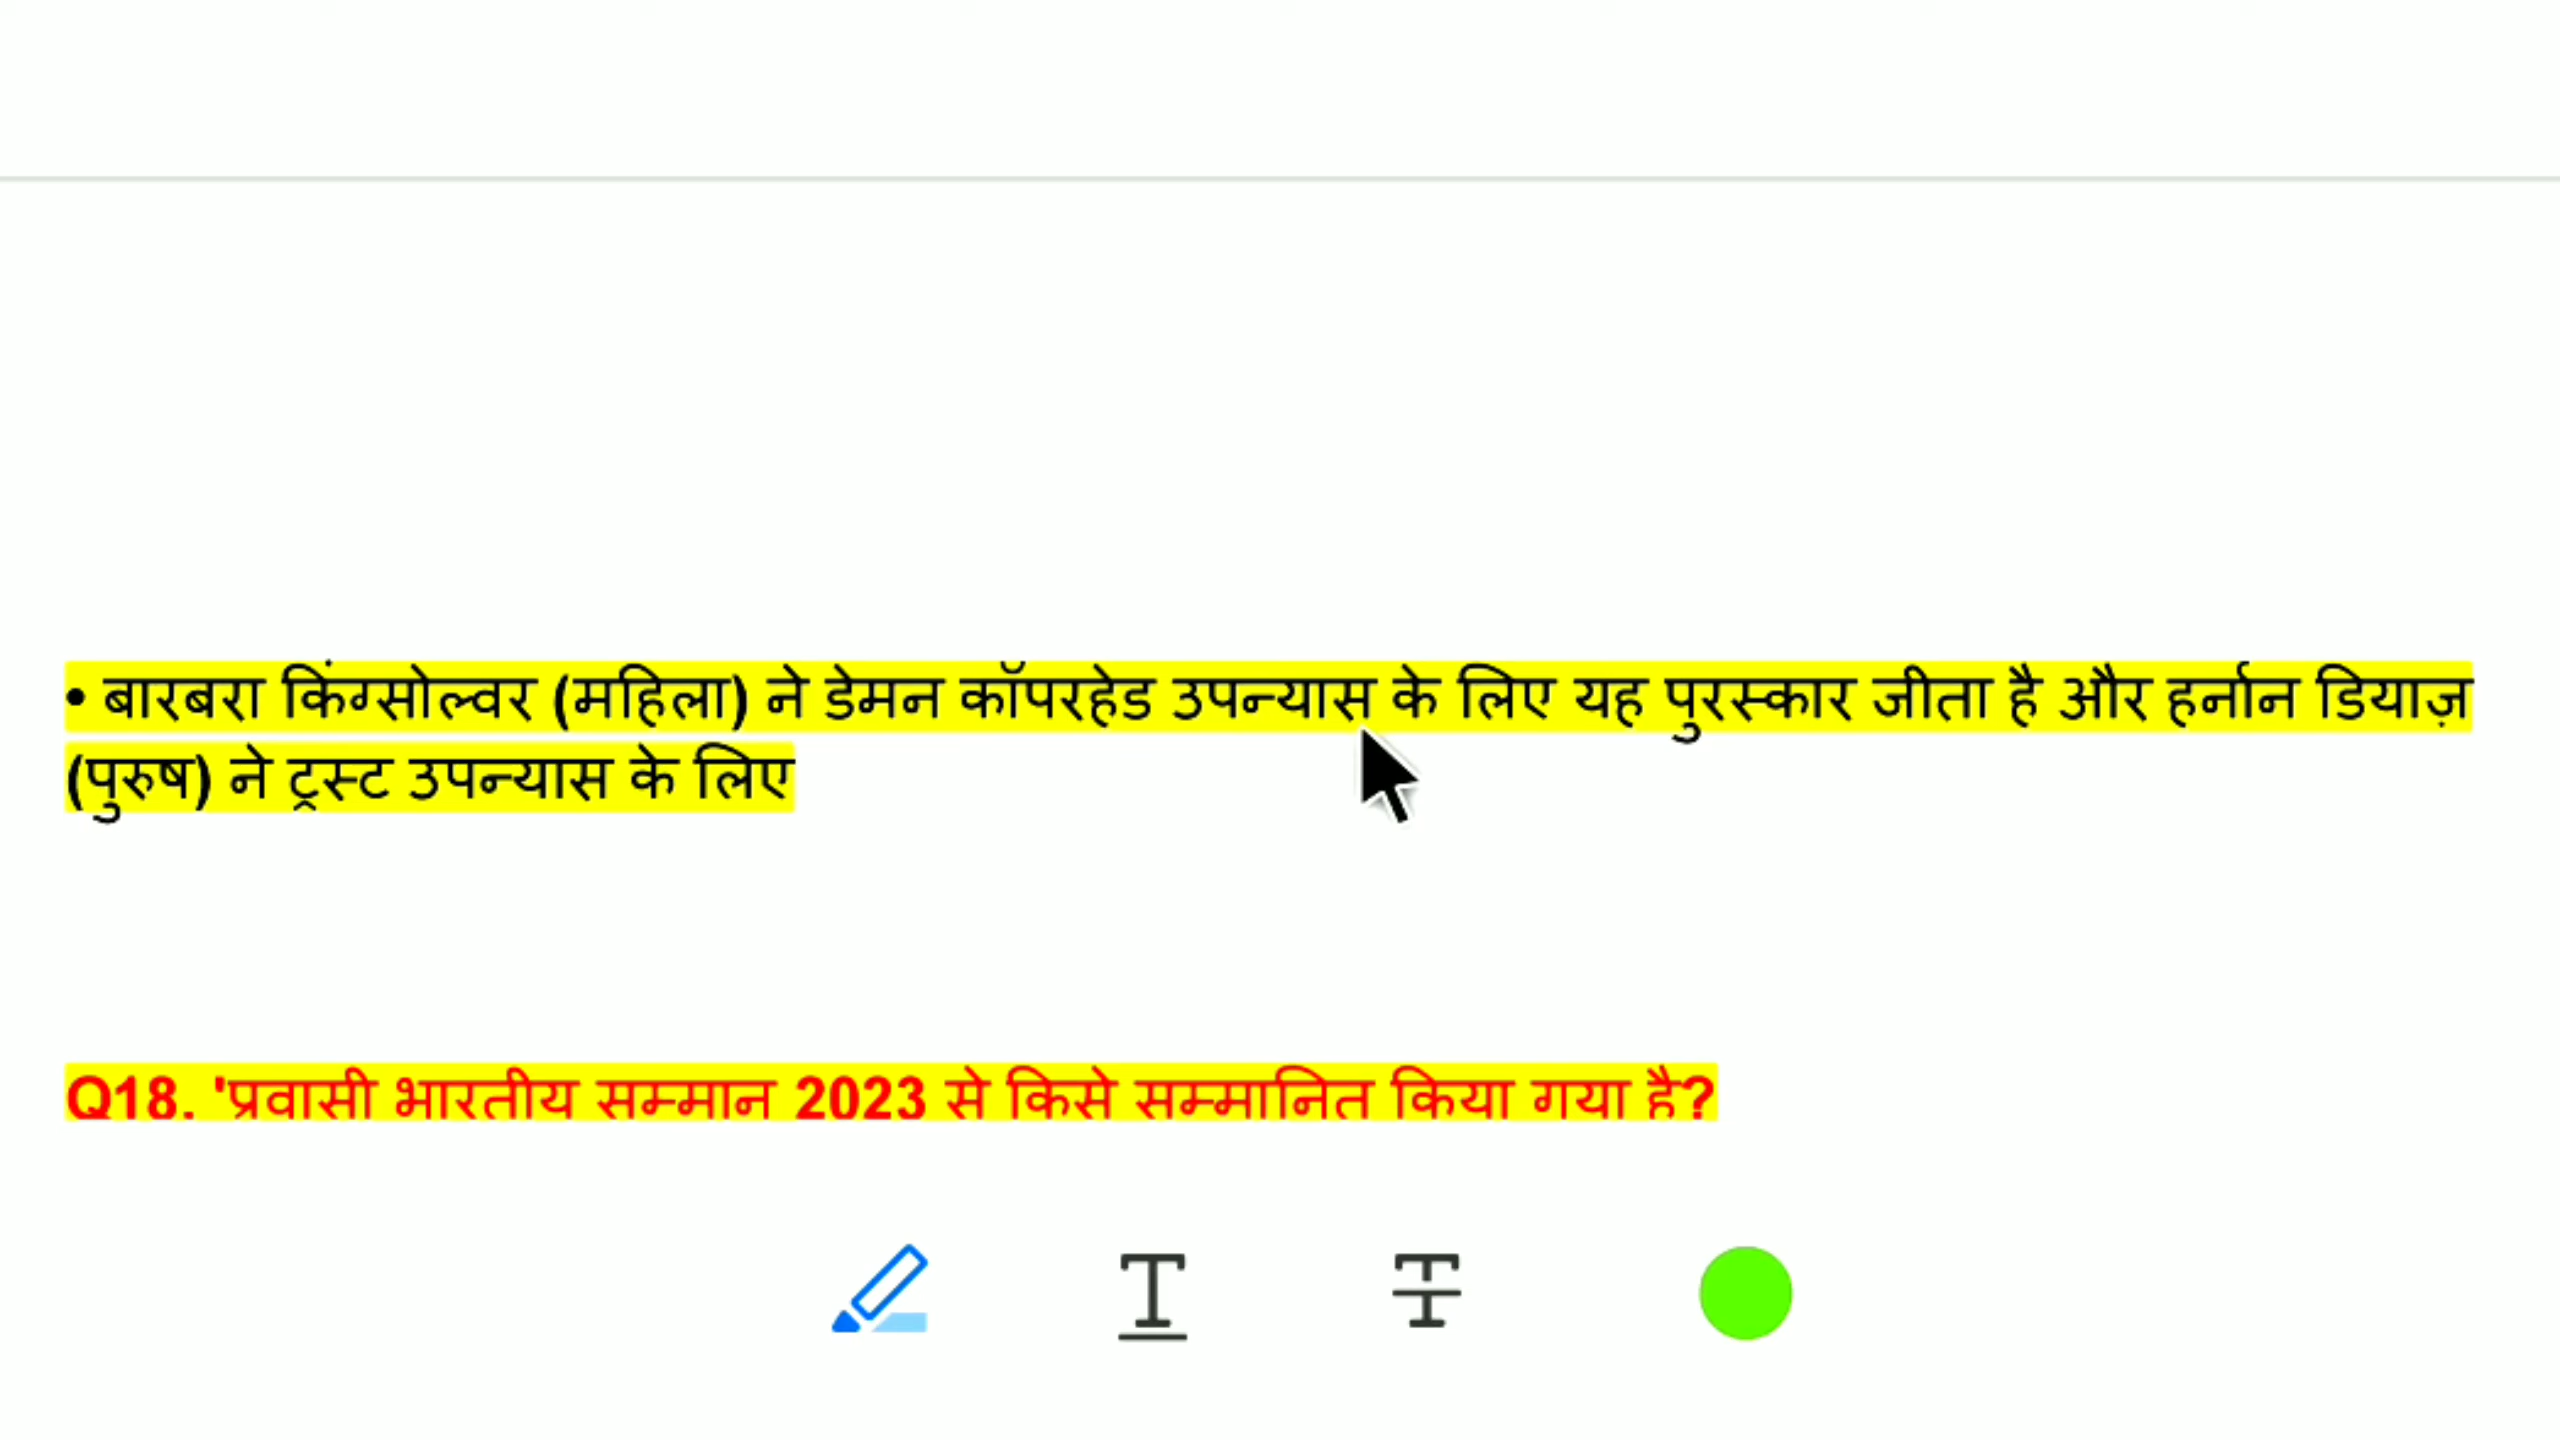 • बारबरा किंग्सोल्वर (महिला) ने डेमन कॉपरहेड उपन्यास के लिए यह पुरस्कार जीता है और हर्नान डियाज़
(पुरुष) ने ट्रस्ट उपन्यास के लिए
Q18. 'प्रवासी भारतीय सम्मान 2023 से किसे सम्मानित किया गया है?